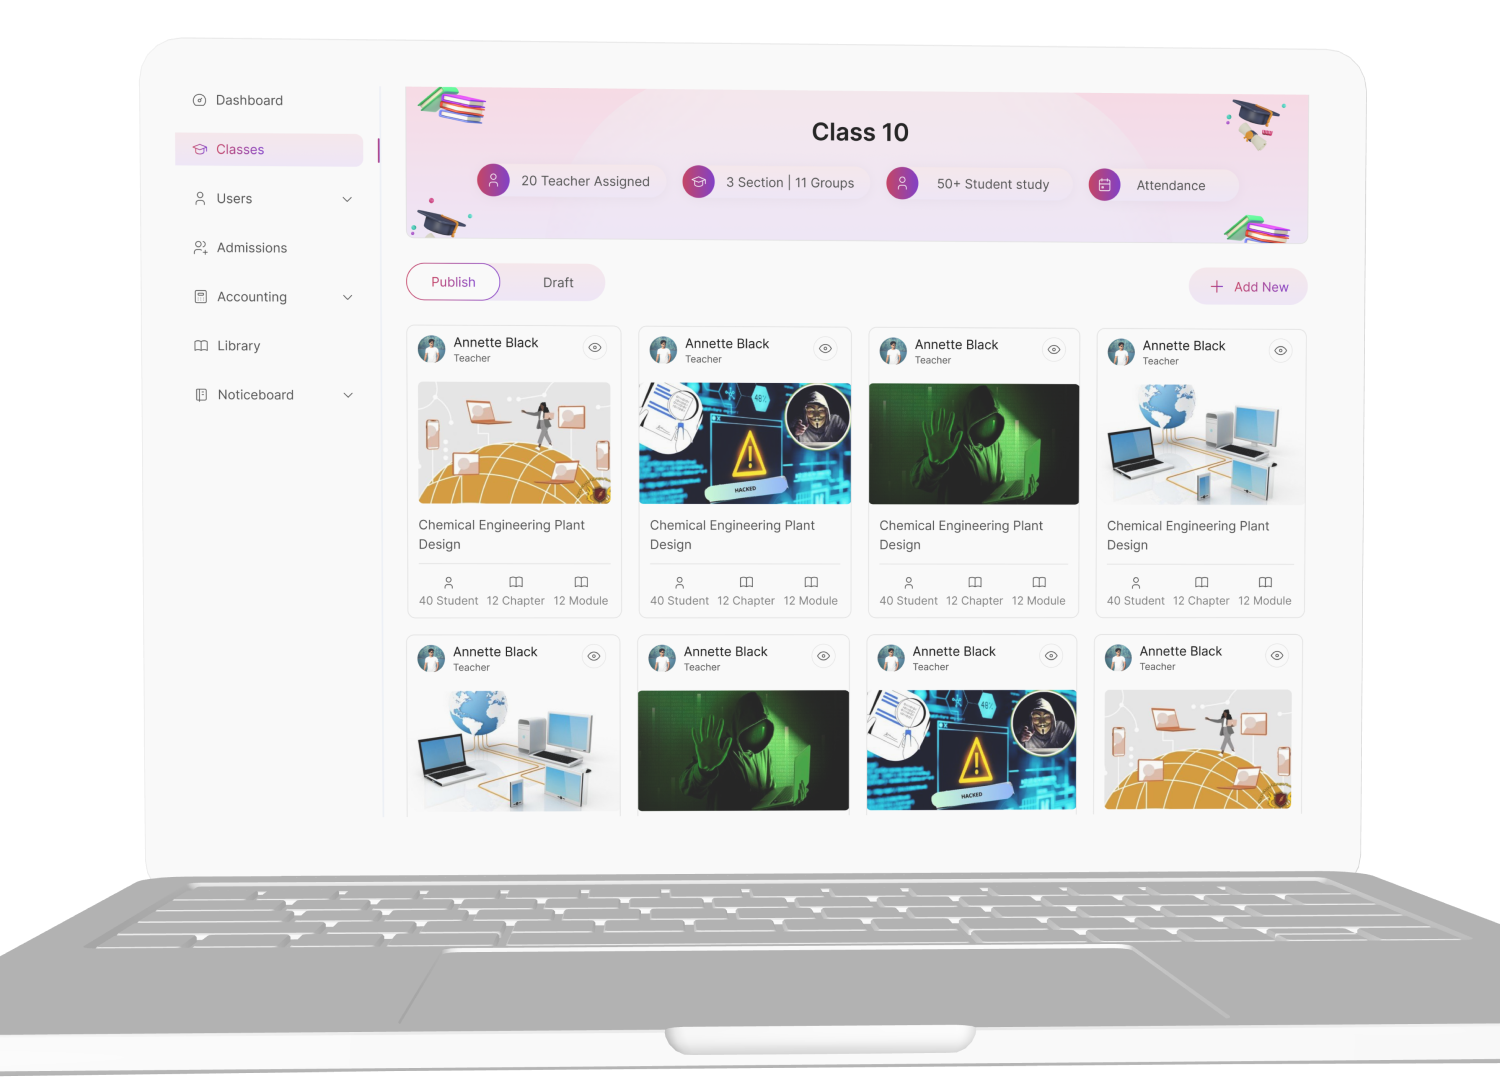 Dashboard
Classes
Users
Admissions
Accounting
Library
Noticeboard
Class 10
20 Teacher Assigned
3 Section | 11 Groups
50+ Student study
Attendance
Publish
Draft
+ Add New
Annette Black
Teacher
Chemical Engineering Plant
Design
40 Student
12 Chapter
12 Module
Annette Black
Teacher
48%
HACKED
Chemical Engineering Plant
Design
40 Student
12 Chapter
12 Module
Annette Black
Teacher
Chemical Engineering Plant
Design
40 Student
12 Chapter
12 Module
Annette Black
Teacher
Chemical Engineering Plant
Design
40 Student
12 Chapter
12 Module
Annette Black
Teacher
Annette Black
Teacher
Annette Black
Teacher
48%
HACKED
Annette Black
Teacher